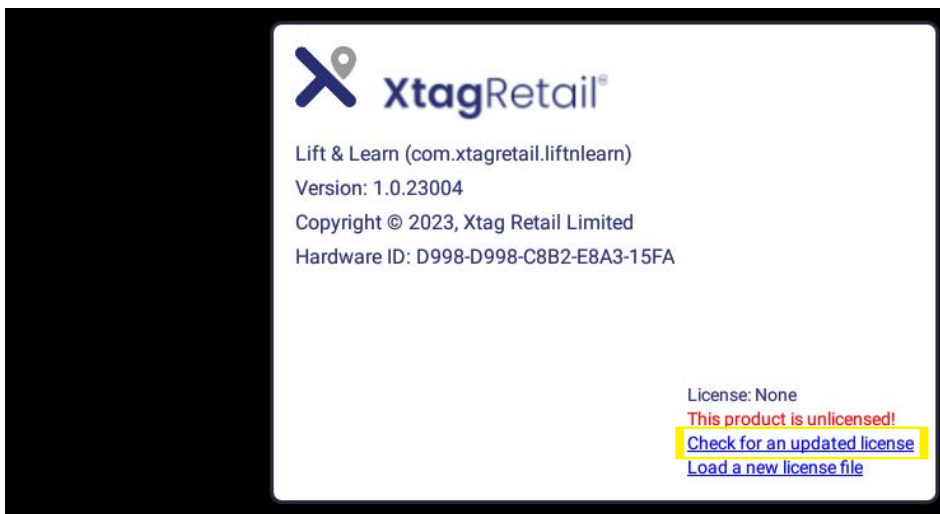 XtagRetail®
Lift & Learn (com.xtagretail.liftnlearn)
Version: 1.0.23004
Copyright © 2023, Xtag Retail Limited
Hardware ID: D998-D998-C8B2-E8A3-15FA
License: None
This product is unlicensed!
Check for an updated license
Load a new license file